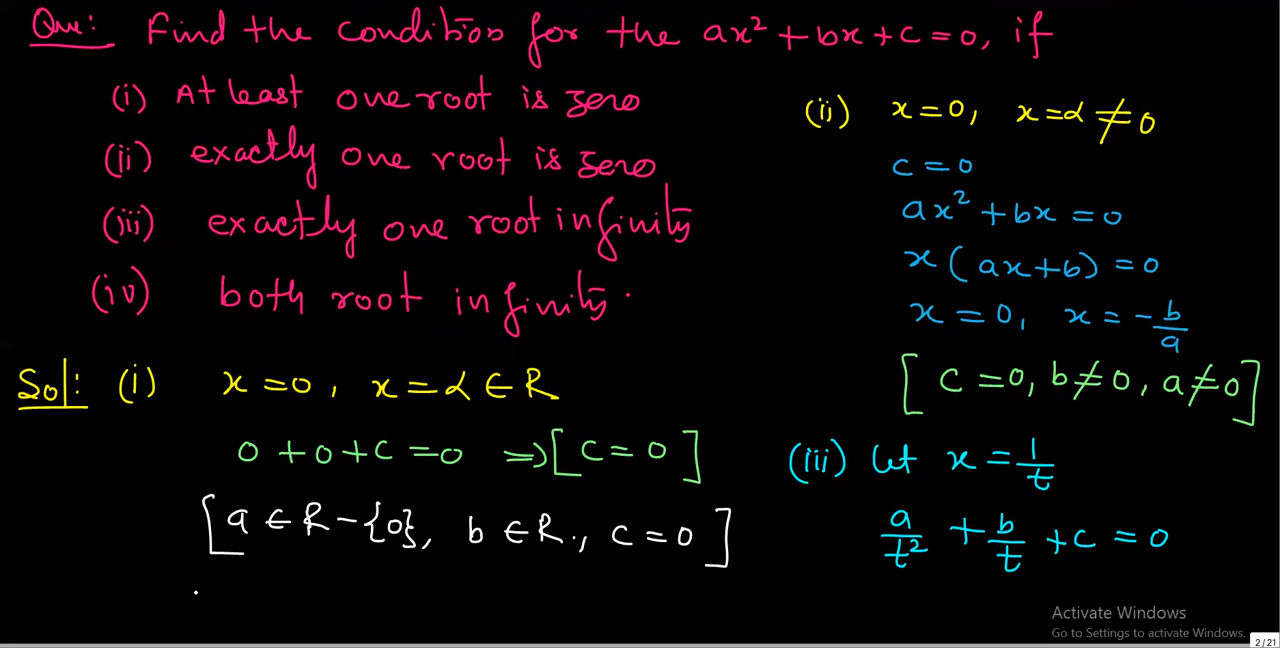 Que: Find the condition for the ax² + bx + c = 0, if
(i) At least one root is zero
(ii) exactly one root is zero
(iii) exactly one root infinity
(iv) both root infinity.
Sol: (i) x = 0, x = α ∈ R
0 + 0 + c = 0 ⇒ [c = 0]
[a ∈ R - {0}, b ∈ R., c = 0]
(ii) x = 0, x = α ≠ 0
c = 0
ax² + bx = 0
x(ax + b) = 0
x = 0, x = -b/a
[c = 0, b ≠ 0, a ≠ 0]
(iii) Let x = 1/t
a/t² + b/t + c = 0
Activate Windows
Go to Settings to activate Windows.
2/21